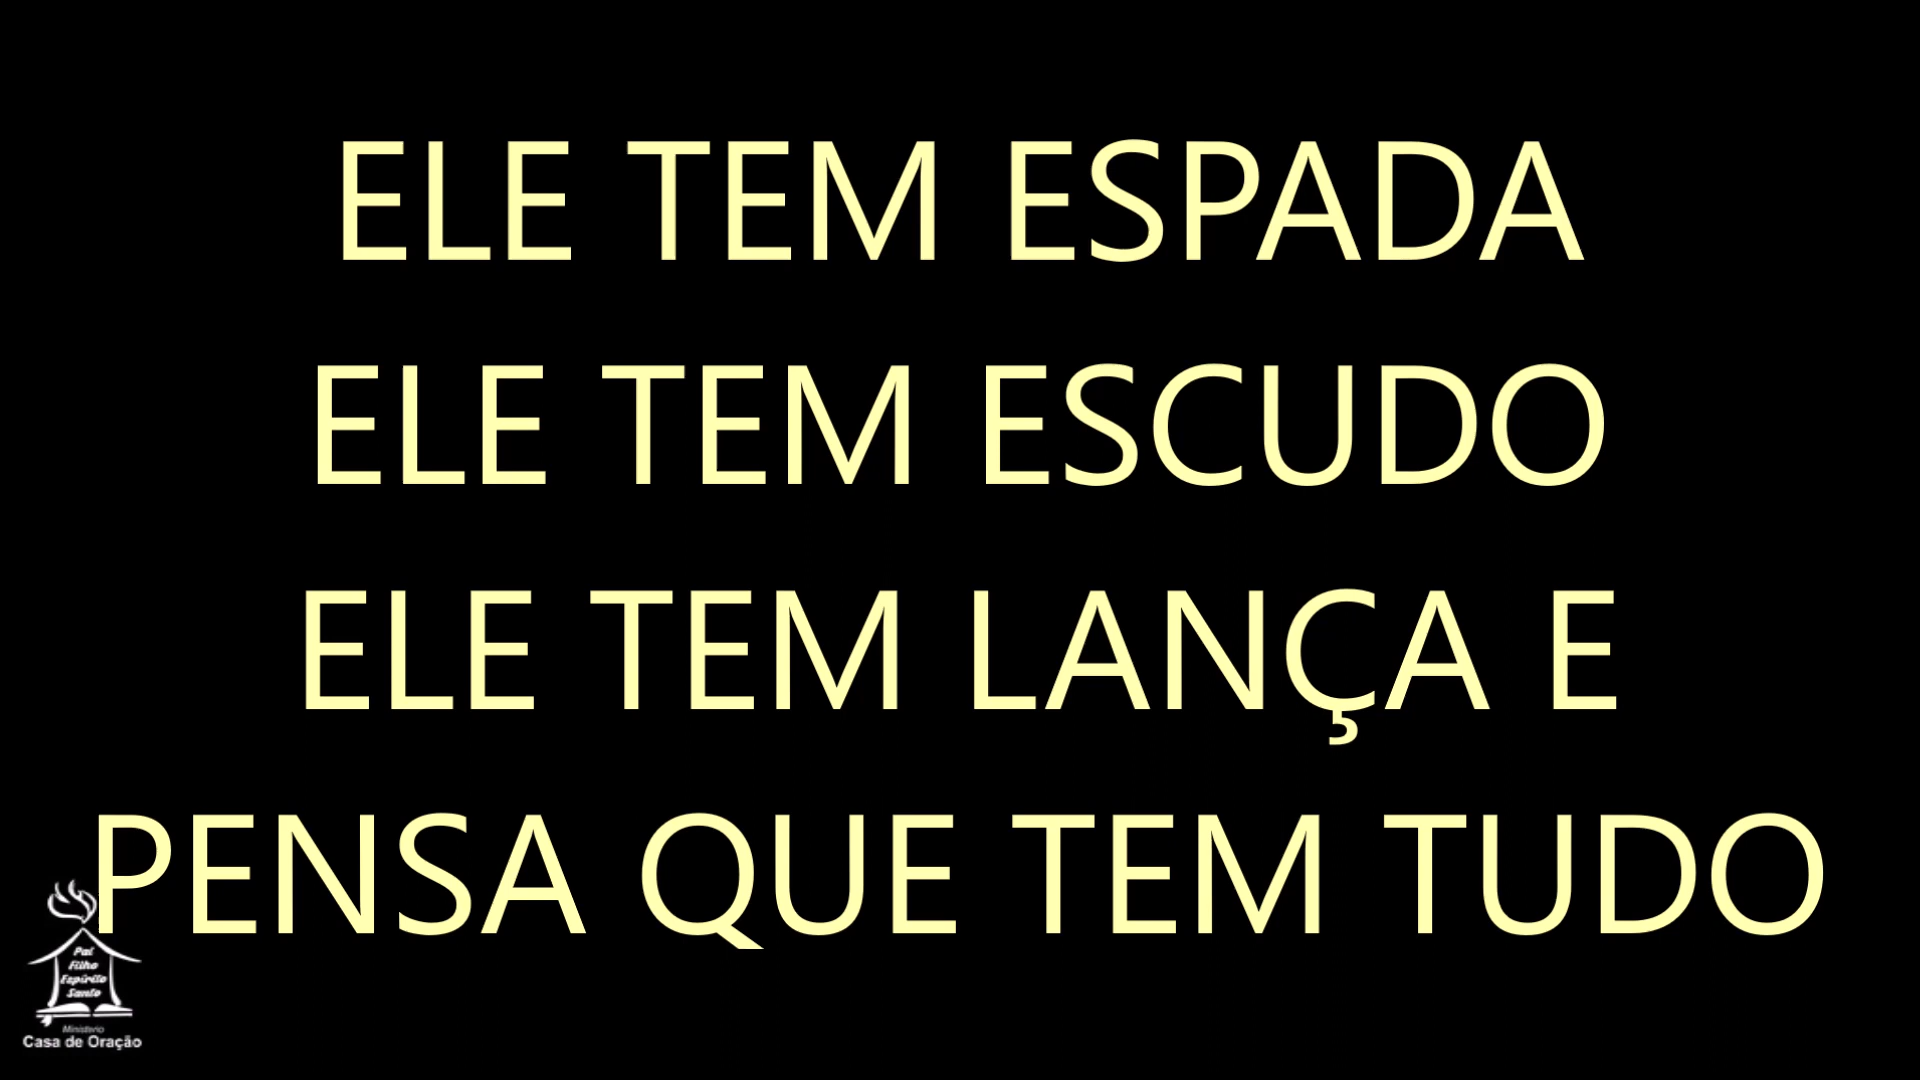 ELE TEM ESPADA
ELE TEM ESCUDO
ELE TEM LANÇA E
PENSA QUE TEM TUDO
Pai
Filho
Espírito
Santo
Ministerio
Casa de Oração